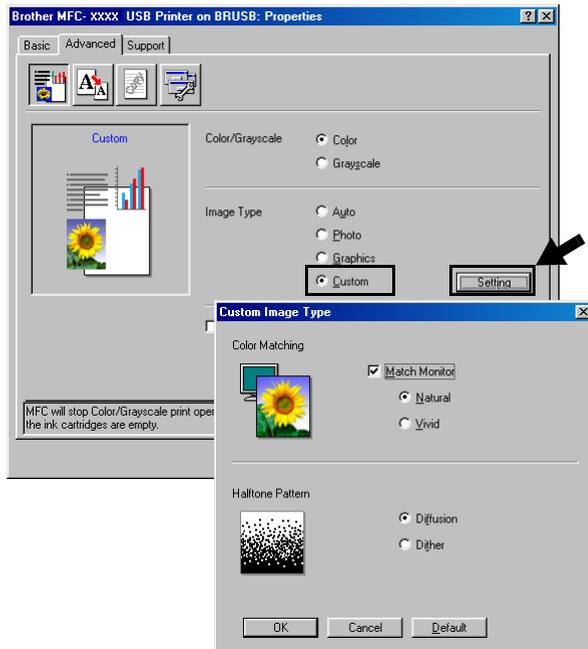 Brother MFC- XXXX USB Printer on BRUSB: Properties
Basic Advanced Support
Custom
Color/Grayscale
Color
Grayscale
Image Type
Auto
Photo
Graphics
Custom
Setting
MFC will stop Color/Grayscale print oper
the ink cartridges are empty.
Custom Image Type
Color Matching
Match Monitor
Natural
Vivid
Halftone Pattern
Diffusion
Dither
OK Cancel Default